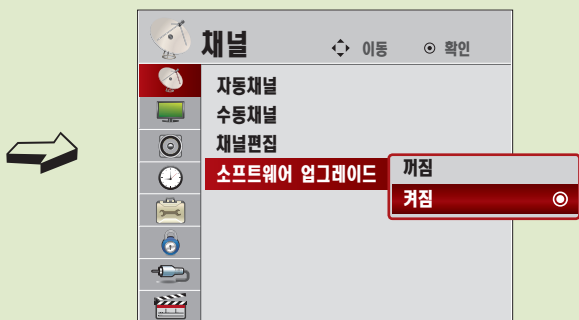 채널 이동 확인
자동채널
수동채널
채널편집
소프트웨어 업그레이드
꺼짐
켜짐